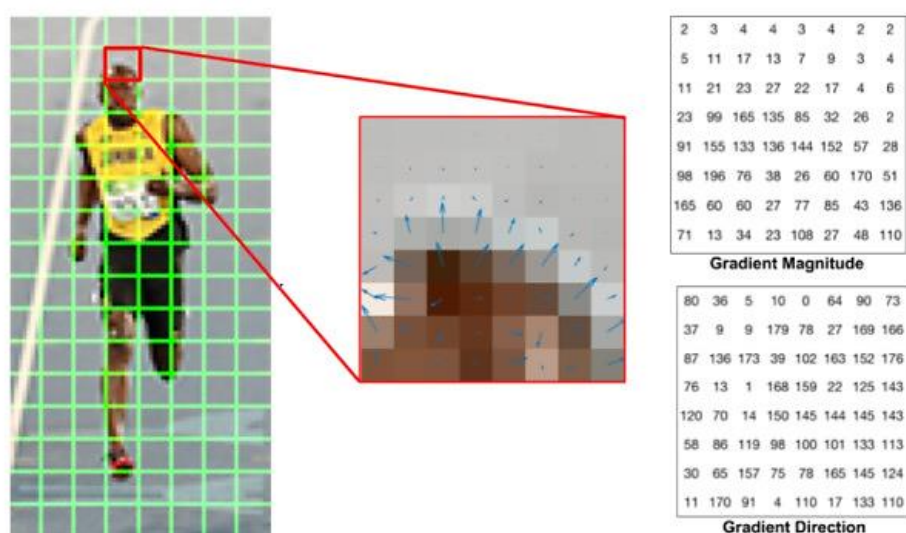 2 3 4 4 3 4 2 2
5 11 17 13 7 9 3 4
11 21 23 27 22 17 4 6
23 99 165 135 85 32 26 2
91 155 133 136 144 152 57 28
98 196 76 38 26 60 170 51
165 60 60 27 77 85 43 136
71 13 34 23 108 27 48 110
Gradient Magnitude
80 36 5 10 0 64 90 73
37 9 9 179 78 27 169 166
87 136 173 39 102 163 152 176
76 13 1 168 159 22 125 143
120 70 14 150 145 144 145 143
58 86 119 98 100 101 133 113
30 65 157 75 78 165 145 124
11 170 91 4 110 17 133 110
Gradient Direction